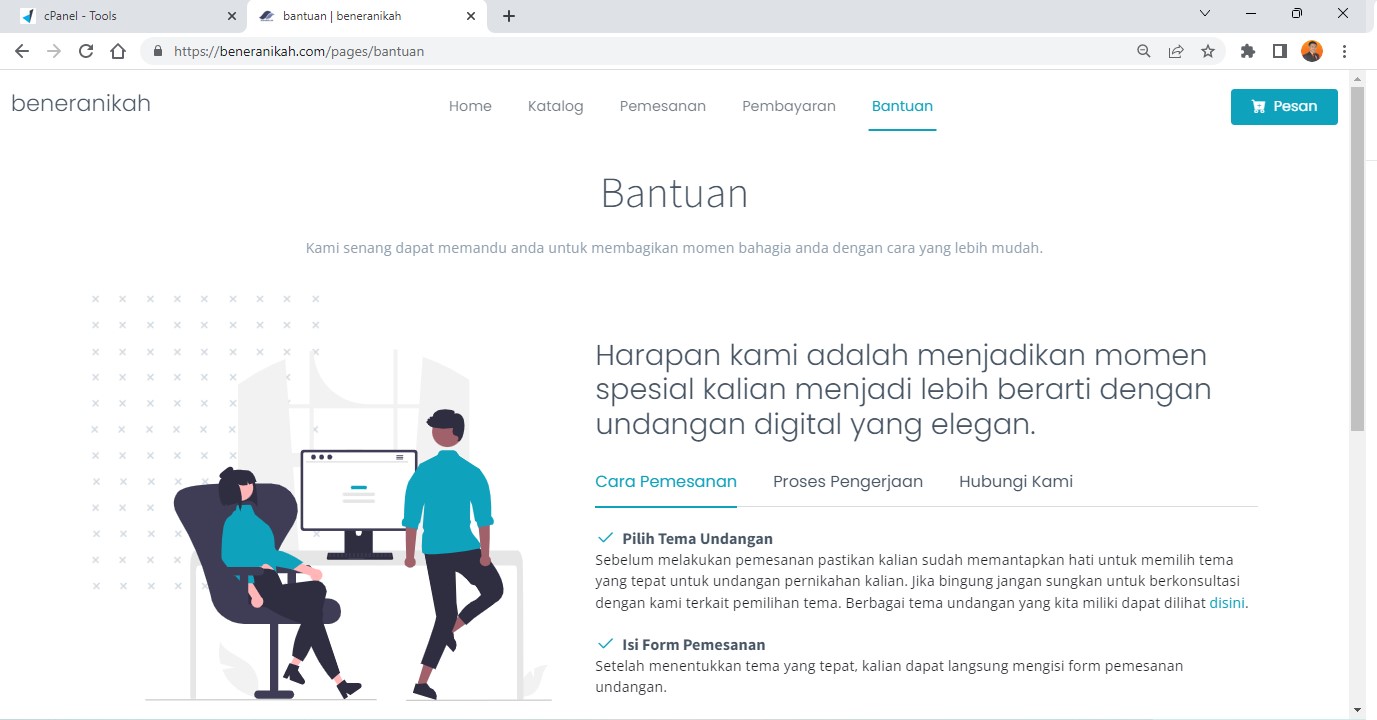 cPanel - Tools
bantuan | beneranikah
https://beneranikah.com/pages/bantuan
beneranikah
Home
Katalog
Pemesanan
Pembayaran
Bantuan
Pesan
Bantuan
Kami senang dapat memandu anda untuk membagikan momen bahagia anda dengan cara yang lebih mudah.
Harapan kami adalah menjadikan momen
spesial kalian menjadi lebih berarti dengan
undangan digital yang elegan.
Cara Pemesanan
Proses Pengerjaan
Hubungi Kami
Pilih Tema Undangan
Sebelum melakukan pemesanan pastikan kalian sudah memantapkan hati untuk memilih tema
yang tepat untuk undangan pernikahan kalian. Jika bingung jangan sungkan untuk berkonsultasi
dengan kami terkait pemilihan tema. Berbagai tema undangan yang kita miliki dapat dilihat disini.
Isi Form Pemesanan
Setelah menentukkan tema yang tepat, kalian dapat langsung mengisi form pemesanan
undangan.